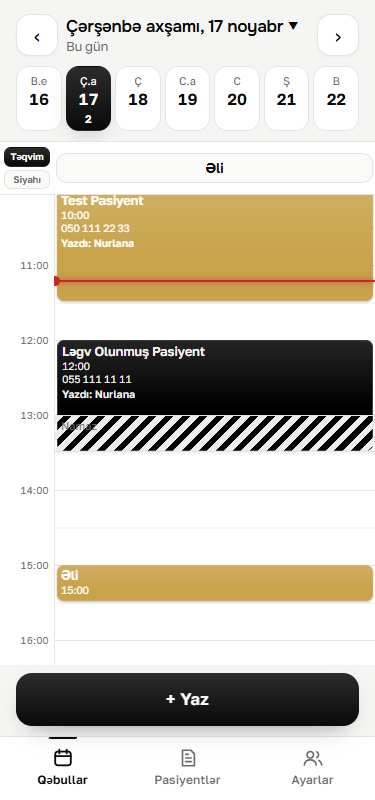 ‹
Çərşənbə axşamı, 17 noyabr ▼
Bu gün
›
B.e
16
Ç.a
17
2
Ç
18
C.a
19
C
20
Ş
21
B
22
Təqvim
Siyahı
Əli
Test Pasiyent
10:00
050 111 22 33
Yazdı: Nurlana
11:00
12:00
Ləğv Olunmuş Pasiyent
12:00
055 111 11 11
Yazdı: Nurlana
13:00
14:00
15:00
Əli
15:00
16:00
+ Yaz
Qəbullar
Pasiyentlər
Ayarlar